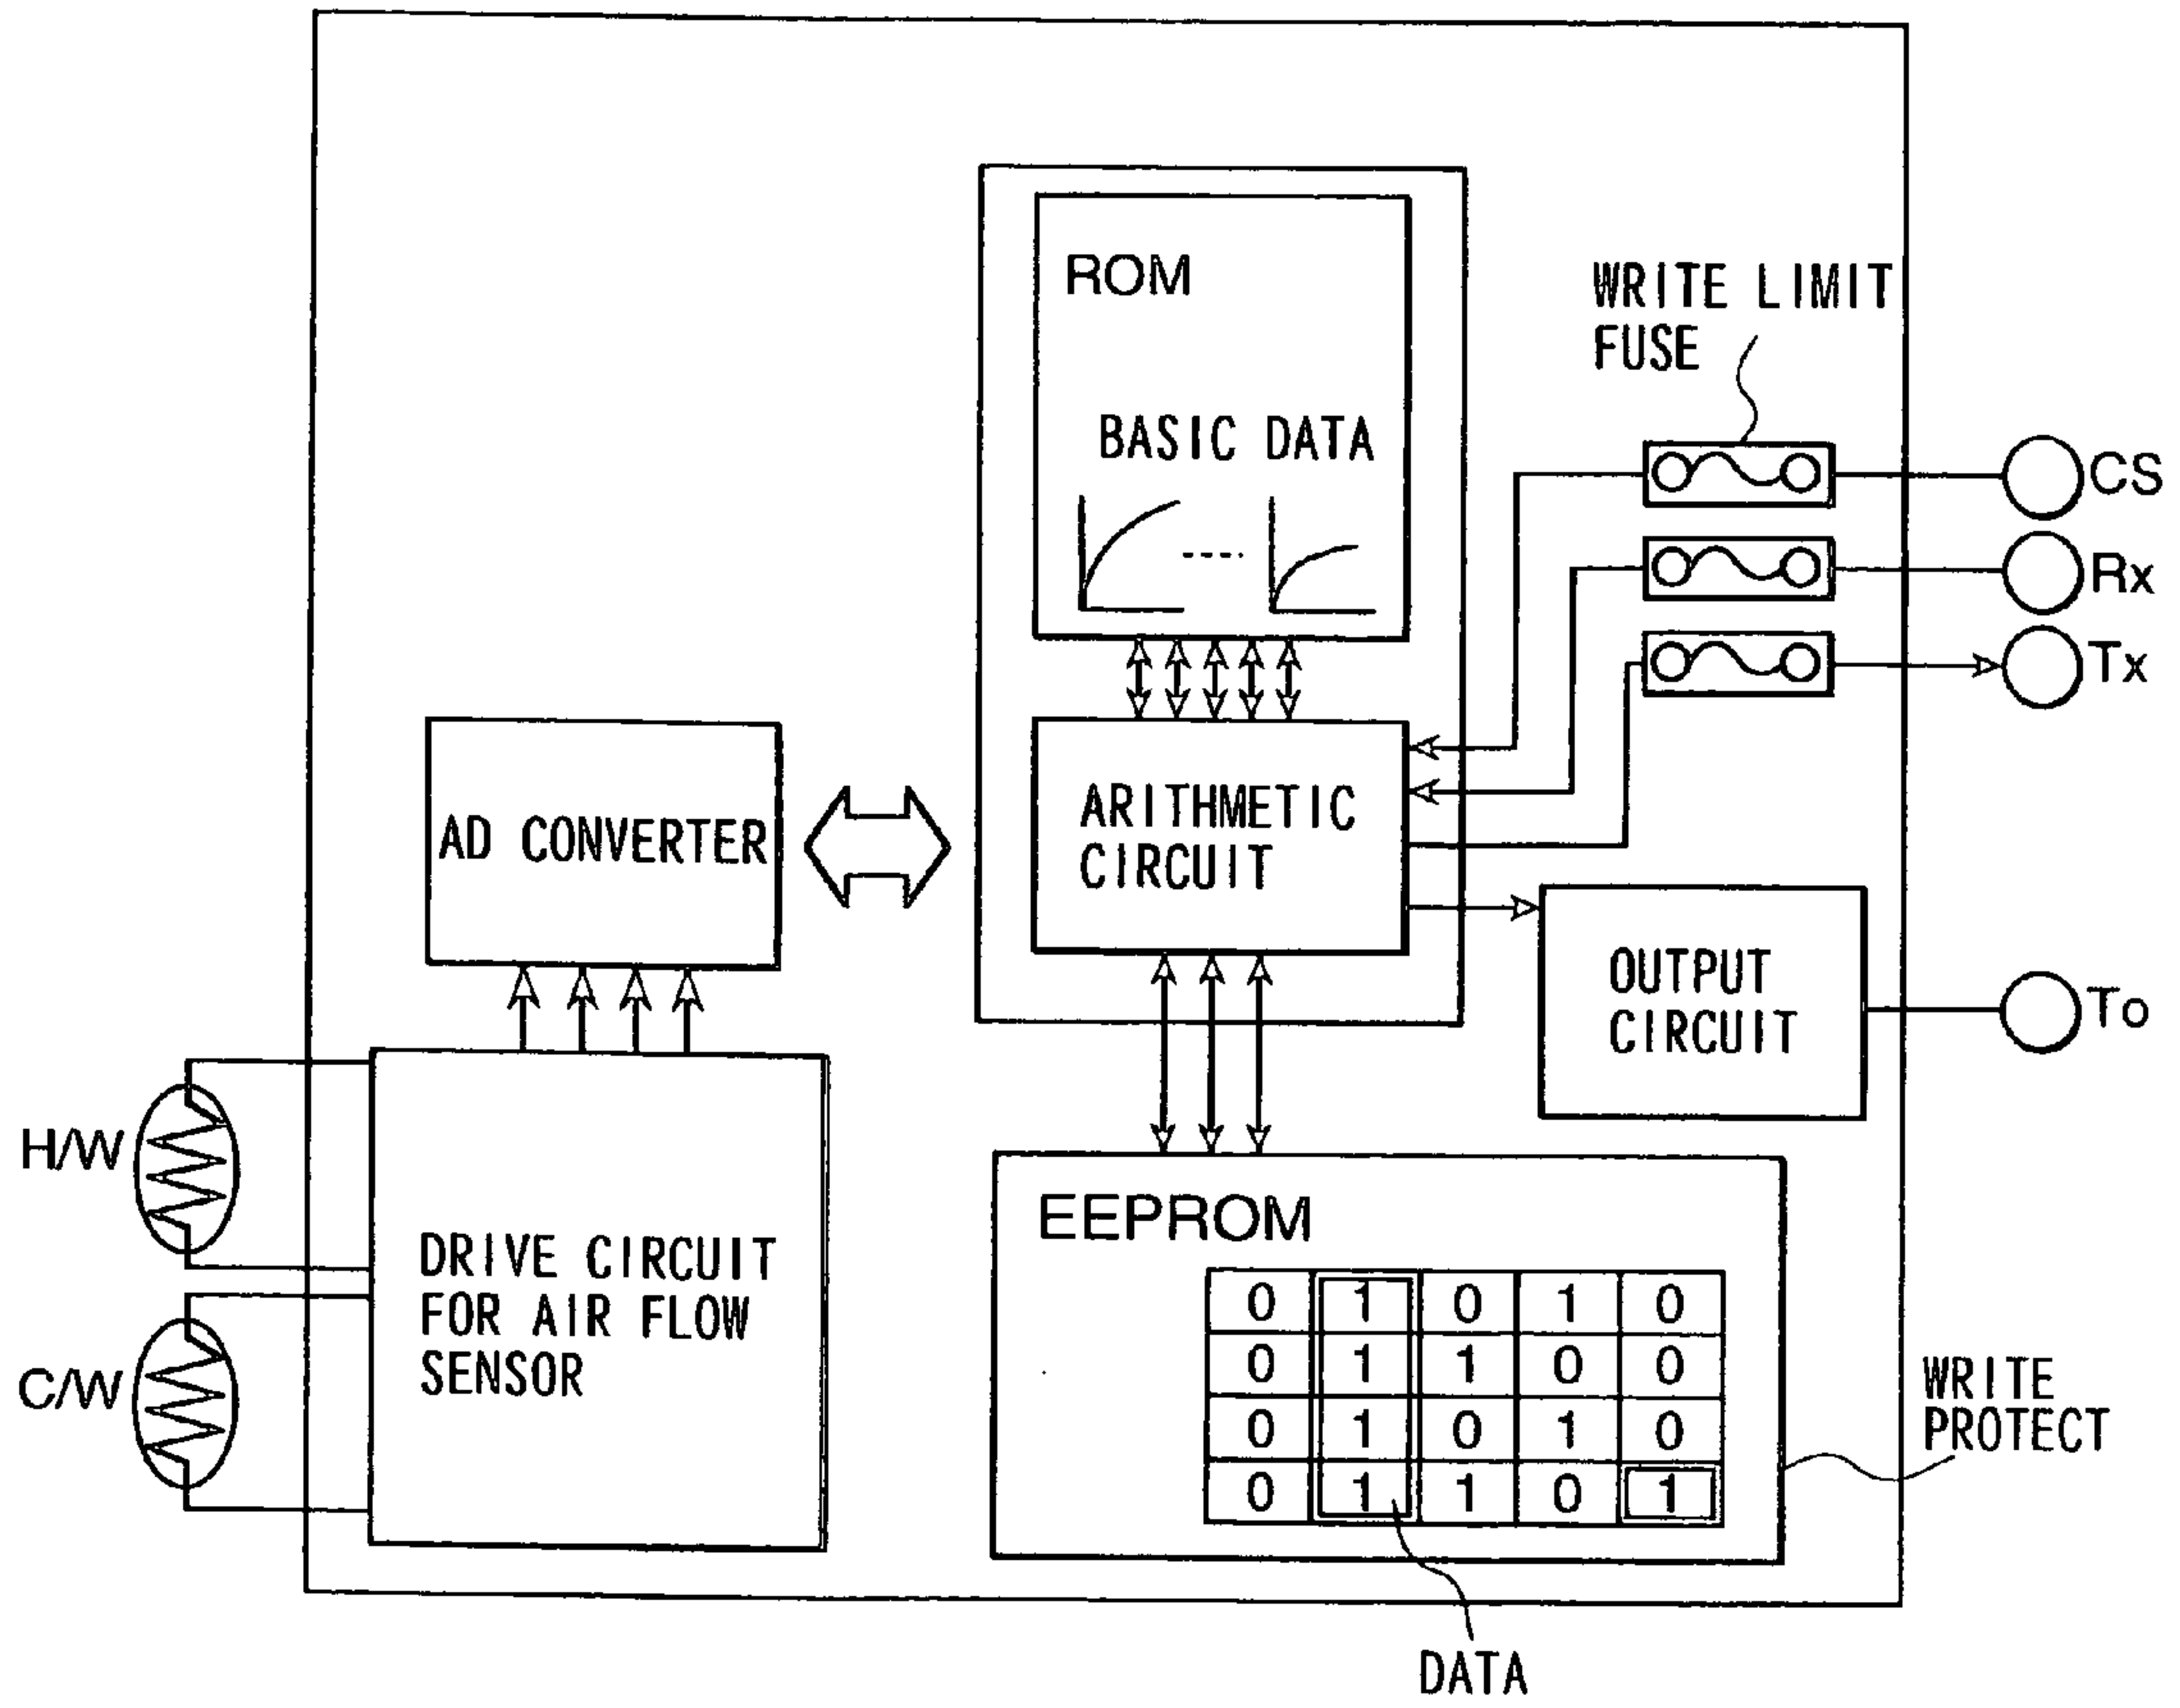 ROM
BASIC DATA
WRITE LIMIT
FUSE
CS
Rx
Tx
AD CONVERTER
ARITHMETIC
CIRCUIT
OUTPUT
CIRCUIT
To
H/W
C/W
DRIVE CIRCUIT
FOR AIR FLOW
SENSOR
EEPROM
0 1 0 1 0
0 1 1 0 0
0 1 0 1 0
0 1 1 0 1
WRITE
PROTECT
DATA